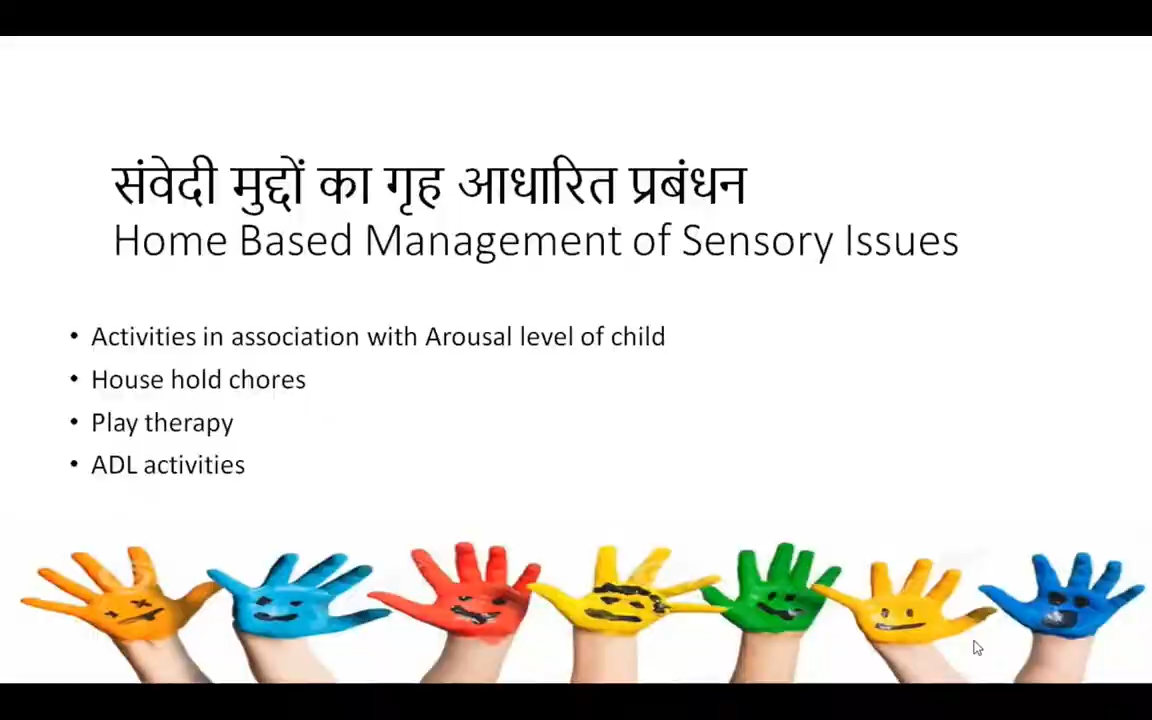 संवेदी मुद्दों का गृह आधारित प्रबंधन
Home Based Management of Sensory Issues
• Activities in association with Arousal level of child
• House hold chores
• Play therapy
• ADL activities